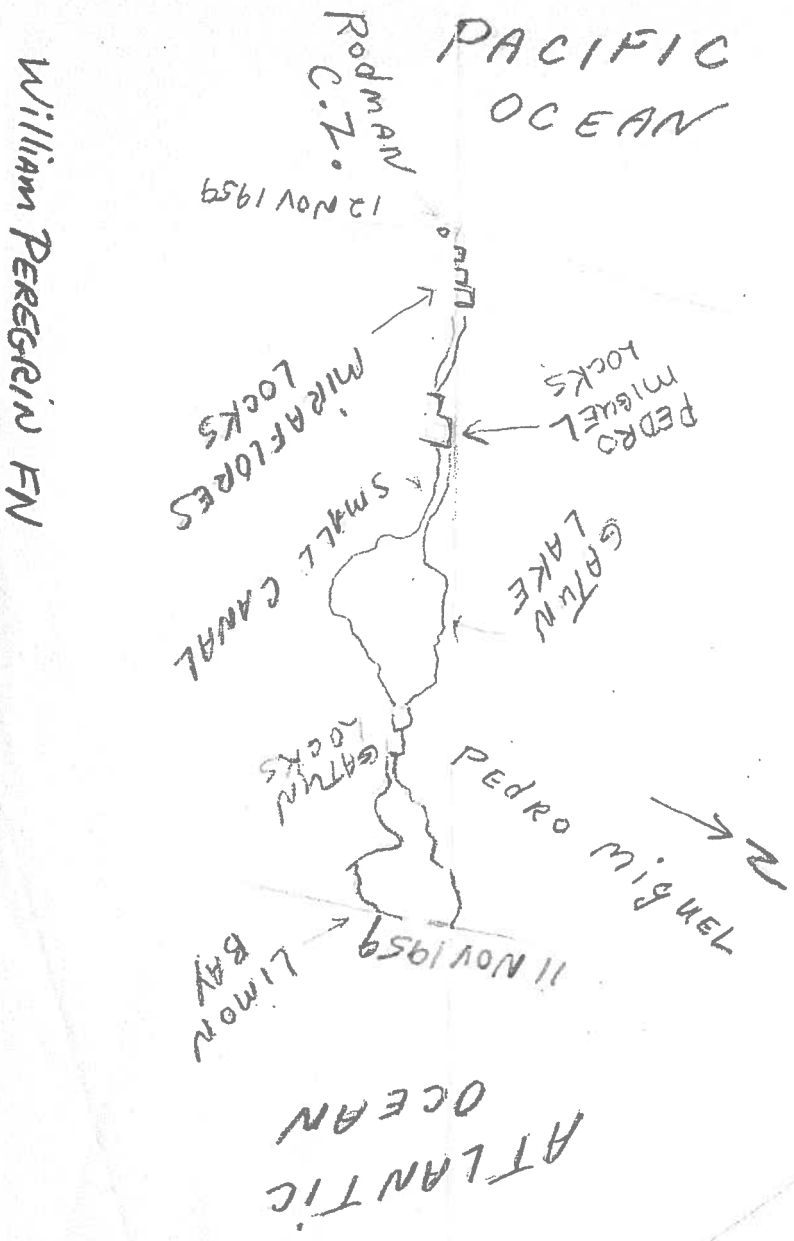 PACIFIC
OCEAN
RodMAN
C.Z.
12 NOV 1959
William PEREGRIN FN
MiRAFLORES
LOCKS
PEDRO
MIGUEL
LOCKS
SMALL CANAL
GATUN
LAKE
GATUN
LOCKS
PEdRO MiguEL
N
11 NOV 1959
LIMON
BAY
ATLANTiC
OCEAN